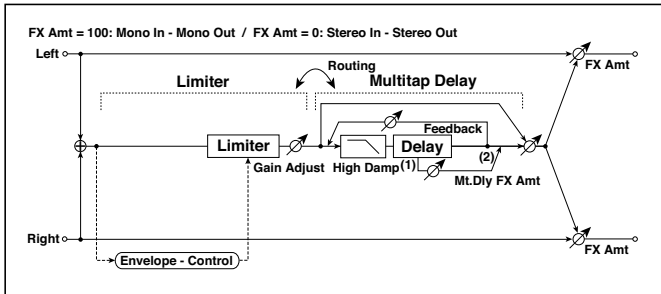 FX Amt = 100: Mono In - Mono Out / FX Amt = 0: Stereo In - Stereo Out
Left
FX Amt
Routing
Limiter
Multitap Delay
Feedback
Limiter
Delay
Gain Adjust
High Damp
(1)
(2)
Mt.Dly FX Amt
Right
FX Amt
Envelope - Control